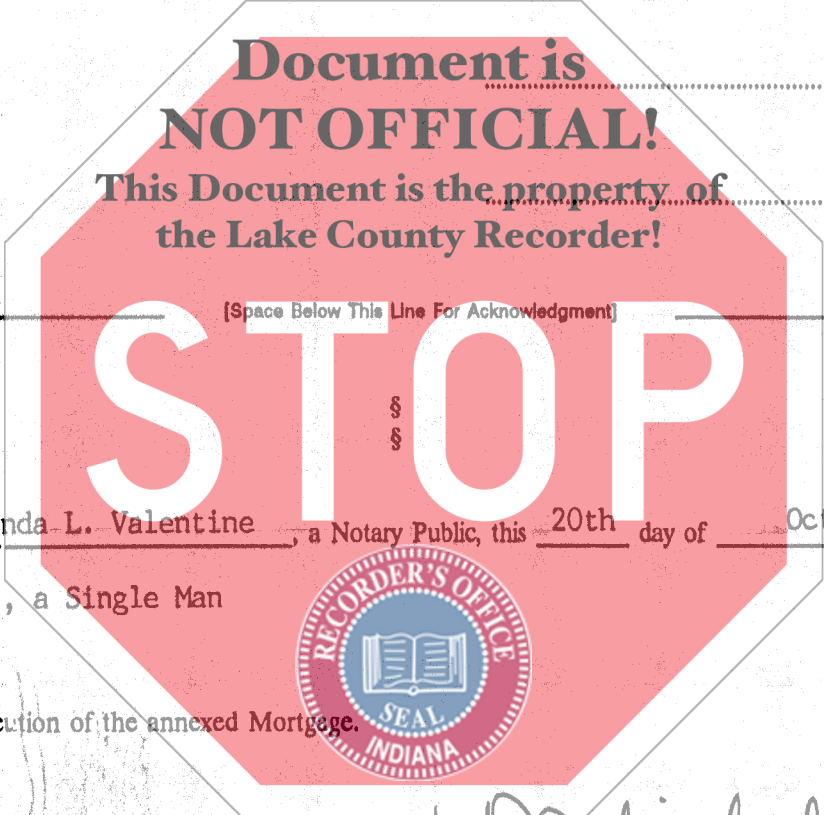 Document is
NOT OFFICIAL!
This Document is the property of
the Lake County Recorder!
[Space Below This Line For Acknowledgment]
STOP
§
§
nda L. Valentine, a Notary Public, this 20th day of Oct
, a Single Man
RECORDER'S OFFICE
SEAL
INDIANA
ution of the annexed Mortgage.